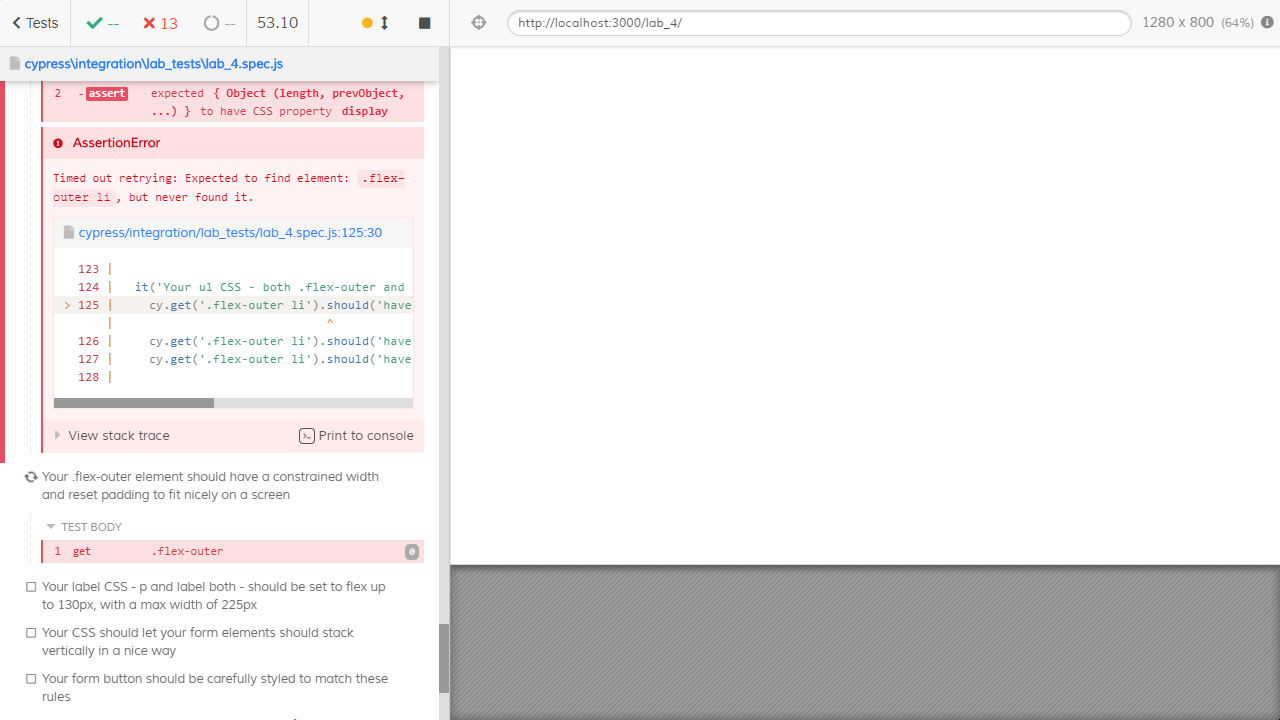 Tests -- 13 -- 53.10 http://localhost:3000/lab_4/ 1280 x 800 (64%)
cypress\integration\lab_tests\lab_4.spec.js
2 -assert expected { Object (length, prevObject,
...) } to have CSS property display
AssertionError
Timed out retrying: Expected to find element: .flex-
outer li, but never found it.
cypress/integration/lab_tests/lab_4.spec.js:125:30
123 |
124 | it('Your ul CSS - both .flex-outer and
> 125 | cy.get('.flex-outer li').should('have
| ^
126 | cy.get('.flex-outer li').should('have
127 | cy.get('.flex-outer li').should('have
128 |
View stack trace Print to console
Your .flex-outer element should have a constrained width
and reset padding to fit nicely on a screen
TEST BODY
1 get .flex-outer 0
Your label CSS - p and label both - should be set to flex up
to 130px, with a max width of 225px
Your CSS should let your form elements should stack
vertically in a nice way
Your form button should be carefully styled to match these
rules